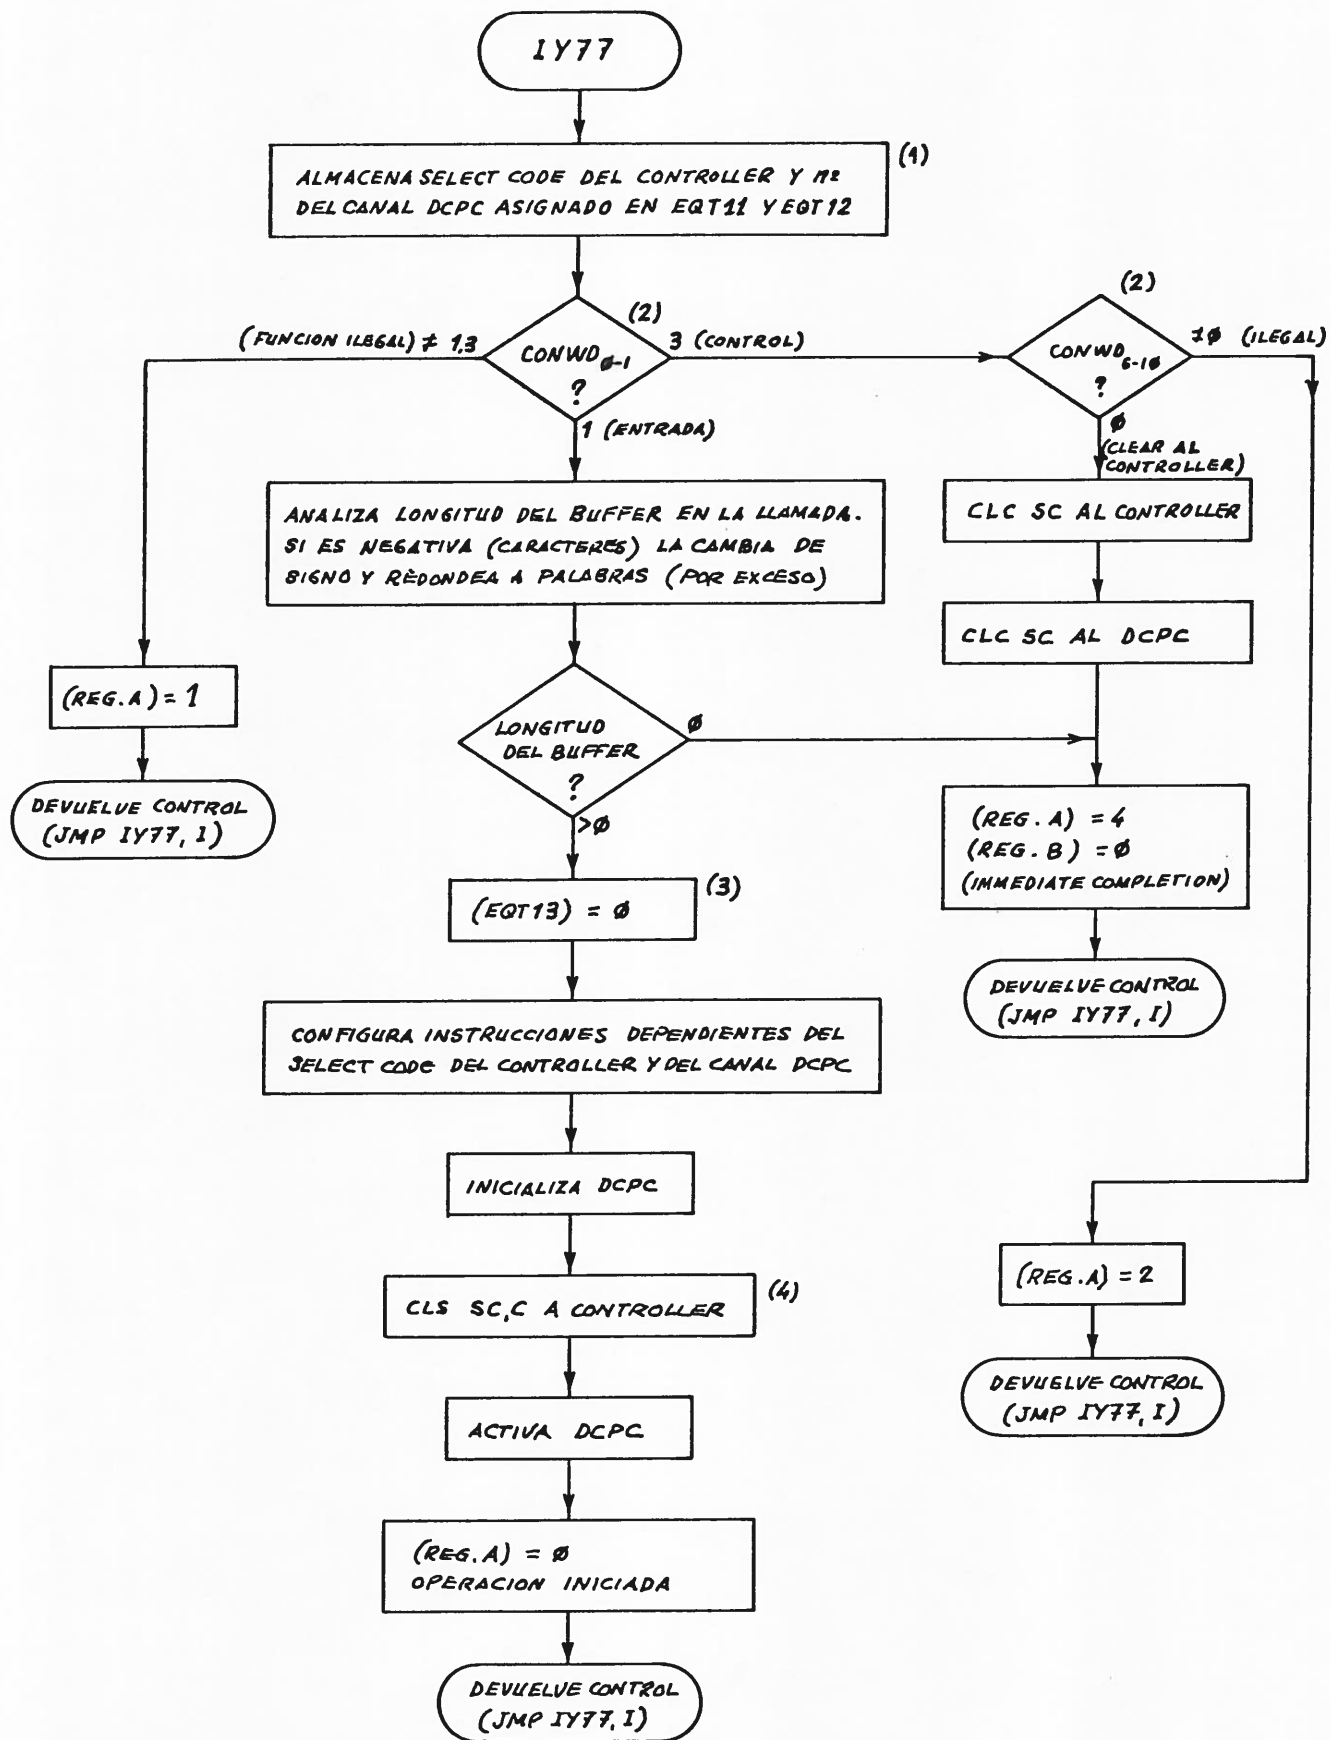 IY77
(1)
ALMACENA SELECT CODE DEL CONTROLLER Y Nº
DEL CANAL DCPC ASIGNADO EN EQT11 Y EQT12
(2)
(FUNCION ILEGAL) ≠ 1,3
CONWD0-1
?
3 (CONTROL)
1 (ENTRADA)
(2)
CONWD6-10
?
≠Ø (ILEGAL)
Ø
(CLEAR AL
CONTROLLER)
ANALIZA LONGITUD DEL BUFFER EN LA LLAMADA.
SI ES NEGATIVA (CARACTERES) LA CAMBIA DE
SIGNO Y REDONDEA A PALABRAS (POR EXCESO)
CLC SC AL CONTROLLER
CLC SC AL DCPC
(REG.A) = 1
DEVUELVE CONTROL
(JMP IY77, I)
LONGITUD
DEL BUFFER
?
Ø
>Ø
(REG. A) = 4
(REG. B) = Ø
(IMMEDIATE COMPLETION)
DEVUELVE CONTROL
(JMP IY77, I)
(3)
(EQT13) = Ø
CONFIGURA INSTRUCCIONES DEPENDIENTES DEL
SELECT CODE DEL CONTROLLER Y DEL CANAL DCPC
INICIALIZA DCPC
(4)
CLS SC,C A CONTROLLER
(REG.A) = 2
DEVUELVE CONTROL
(JMP IY77, I)
ACTIVA DCPC
(REG.A) = Ø
OPERACION INICIADA
DEVUELVE CONTROL
(JMP IY77, I)